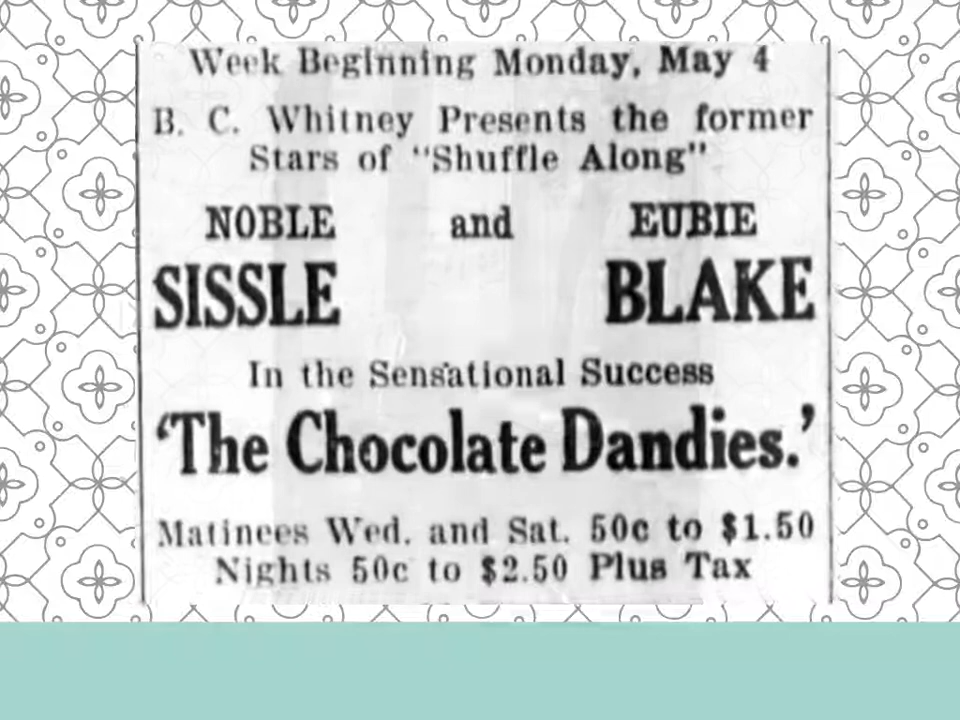 Week Beginning Monday, May 4
B. C. Whitney Presents the former
Stars of "Shuffle Along"
NOBLE and EUBIE
SISSLE BLAKE
In the Sensational Success
'The Chocolate Dandies.'
Matinees Wed. and Sat. 50c to $1.50
Nights 50c to $2.50 Plus Tax